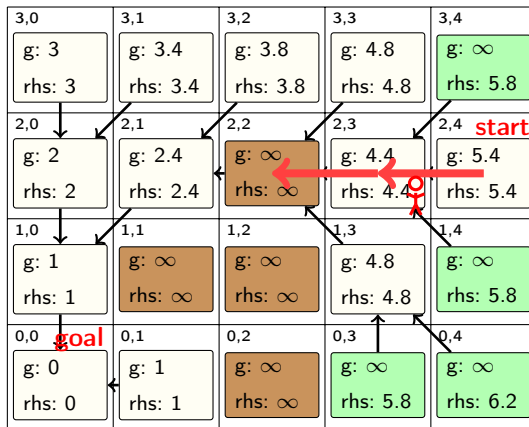 3,0 3,1 3,2 3,3 3,4
g: 3 g: 3.4 g: 3.8 g: 4.8 g: ∞
rhs: 3 rhs: 3.4 rhs: 3.8 rhs: 4.8 rhs: 5.8
2,0 2,1 2,2 2,3 2,4
start
g: 2 g: 2.4 g: ∞ g: 4.4 g: 5.4
rhs: 2 rhs: 2.4 rhs: ∞ rhs: 4.4 rhs: 5.4
1,0 1,1 1,2 1,3 1,4
g: 1 g: ∞ g: ∞ g: 4.8 g: ∞
rhs: 1 rhs: ∞ rhs: ∞ rhs: 4.8 rhs: 5.8
0,0 0,1 0,2 0,3 0,4
goal
g: 0 g: 1 g: ∞ g: ∞ g: ∞
rhs: 0 rhs: 1 rhs: ∞ rhs: 5.8 rhs: 6.2